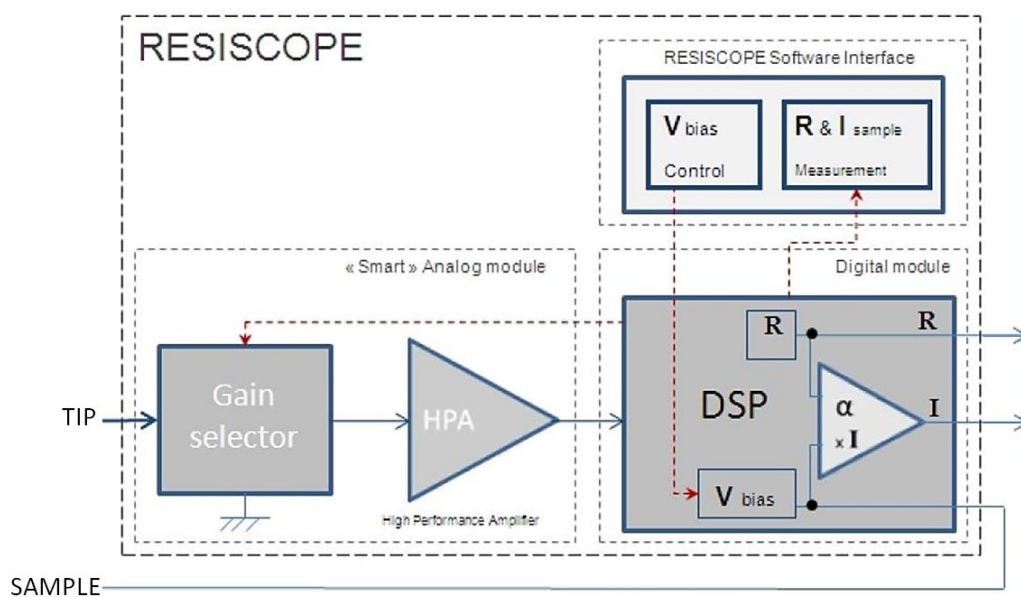 RESISCOPE
RESISCOPE Software Interface
V bias
Control
R & I sample
Measurement
« Smart » Analog module
Digital module
TIP
Gain
selector
HPA
High Performance Amplifier
DSP
R
R
α
x I
I
V bias
SAMPLE